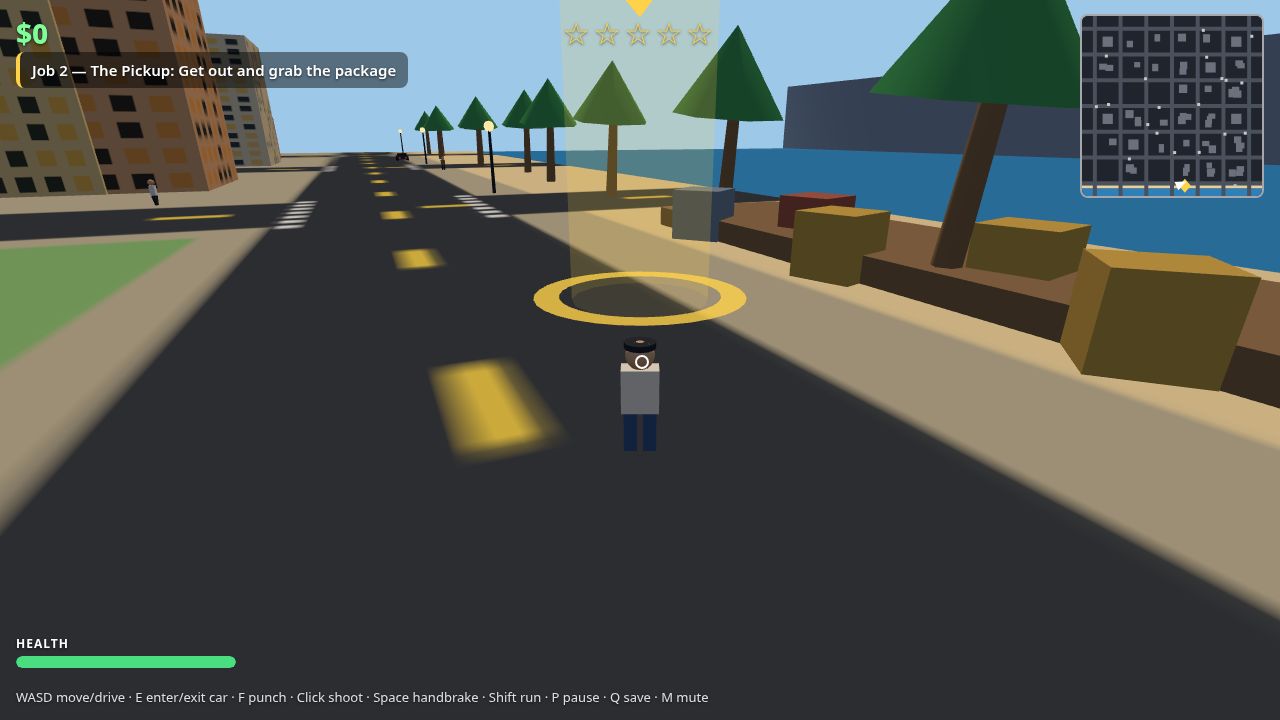 $0
Job 2 — The Pickup: Get out and grab the package
HEALTH
WASD move/drive · E enter/exit car · F punch · Click shoot · Space handbrake · Shift run · P pause · Q save · M mute